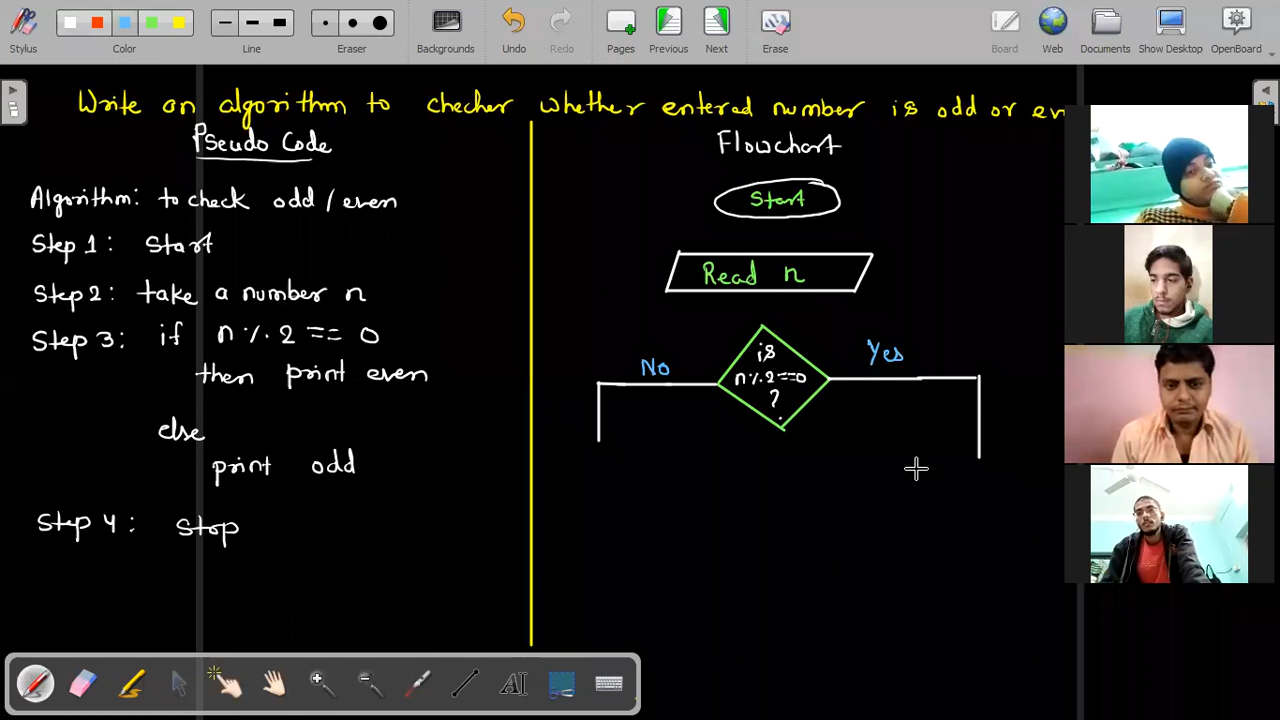 Stylus
Color
Line
Eraser
Backgrounds
Undo
Redo
Pages
Previous
Next
Erase
Board
Web
Documents
Show Desktop
OpenBoard
Write an algorithm to checker whether entered number is odd or ev
Pseudo Code
Algorithm: to check odd / even
Step 1: Start
Step 2: take a number n
Step 3: if n % 2 == 0
then print even
else
print odd
Step 4: Stop
Flowchart
Start
Read n
is
n%2==0
?
No
Yes
AI